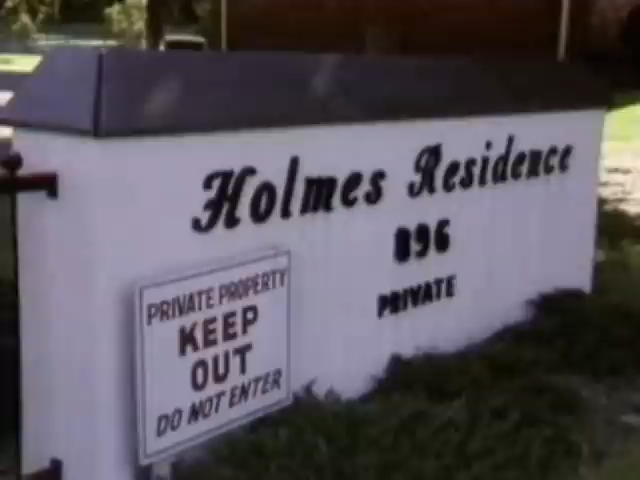 Holmes Residence
896
PRIVATE
PRIVATE PROPERTY
KEEP
OUT
DO NOT ENTER